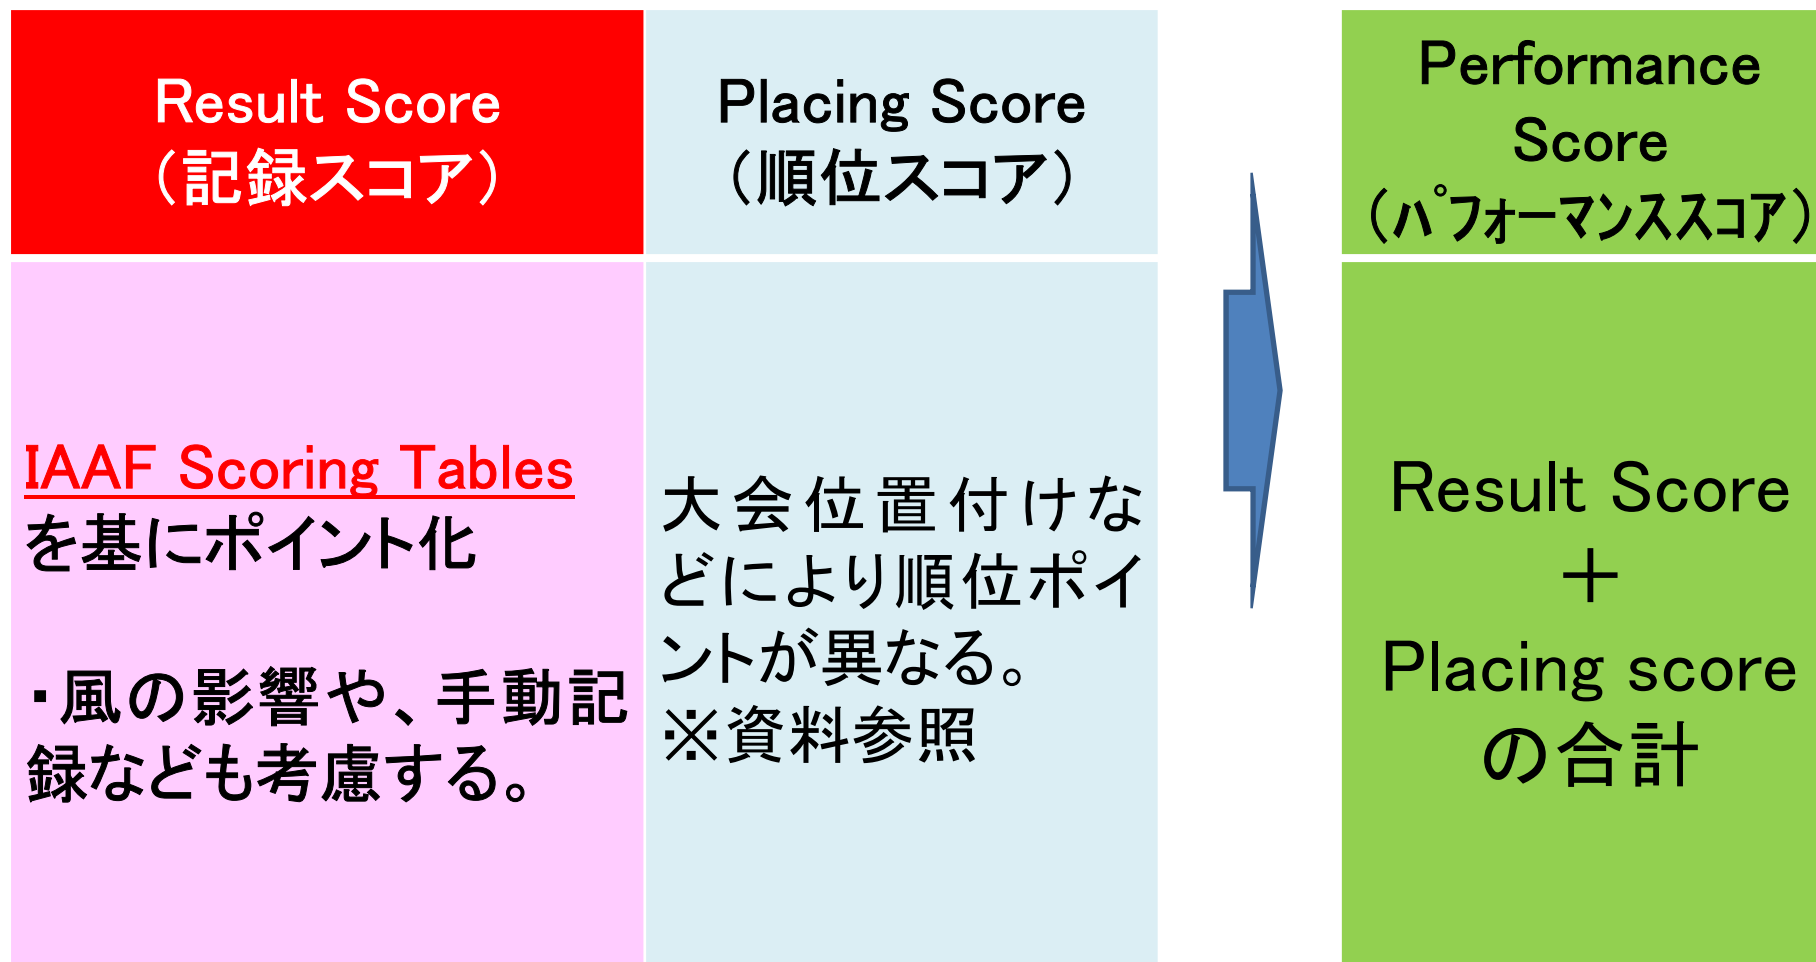 Result Score
（記録スコア）
Placing Score
（順位スコア）
Performance
Score
（ﾊﾟﾌｫｰﾏﾝｽｽｺｱ）
IAAF Scoring Tables
を基にポイント化
・風の影響や、手動記
録なども考慮する。
大会位置付けな
どにより順位ポイ
ントが異なる。
※資料参照
Result Score
＋
Placing score
の合計